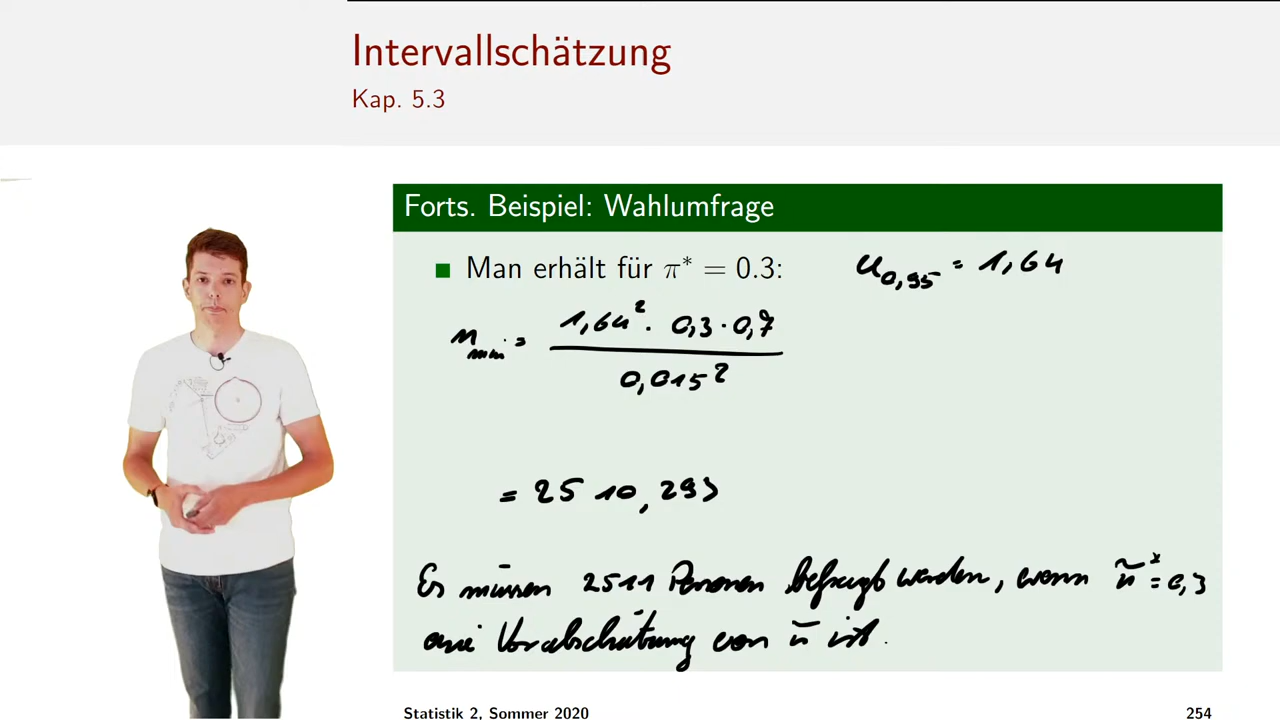 Intervallschätzung
Kap. 5.3
Forts. Beispiel: Wahlumfrage
Man erhält für π* = 0.3:
u_0,95 = 1,64
n_min = (1,64² · 0,3 · 0,7) / 0,015²
= 2510,293
Es müssen 2511 Personen befragt werden, wenn π̃* = 0,3
eine Vorabschätzung von π̃ ist.
Statistik 2, Sommer 2020
254